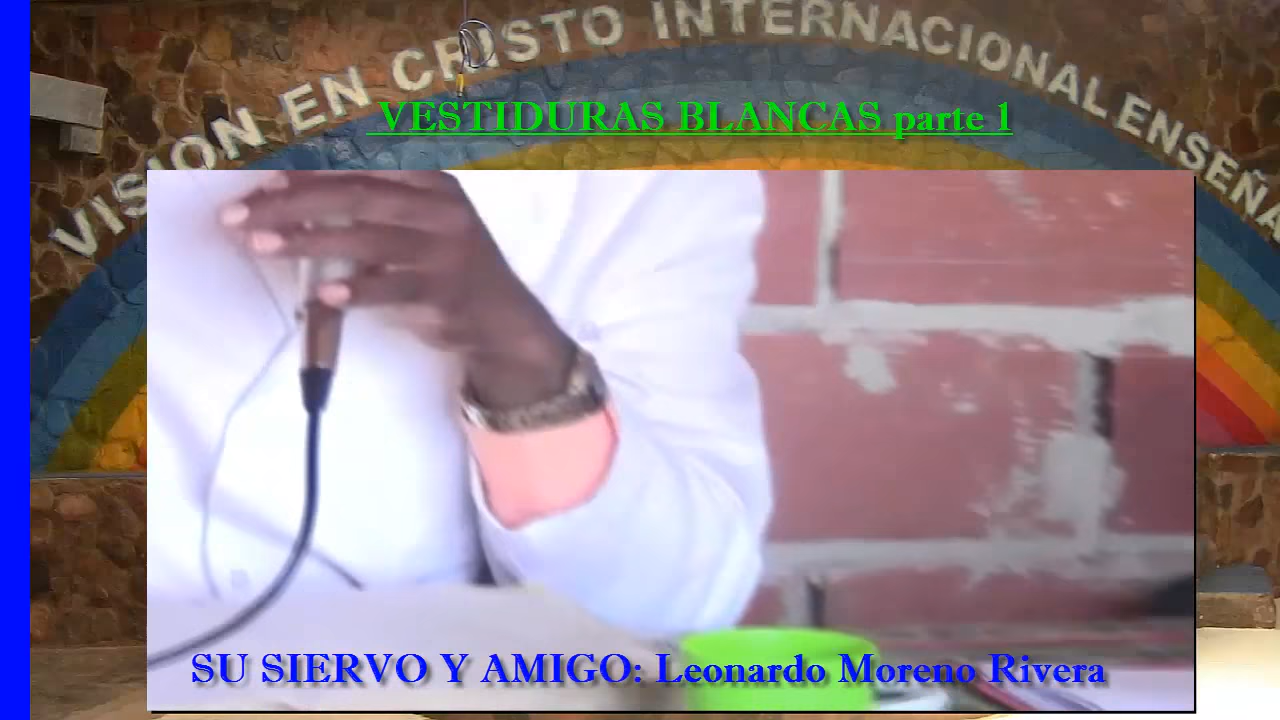 VISION EN CRISTO INTERNACIONAL ENSEÑA
VESTIDURAS BLANCAS parte 1
SU SIERVO Y AMIGO: Leonardo Moreno Rivera